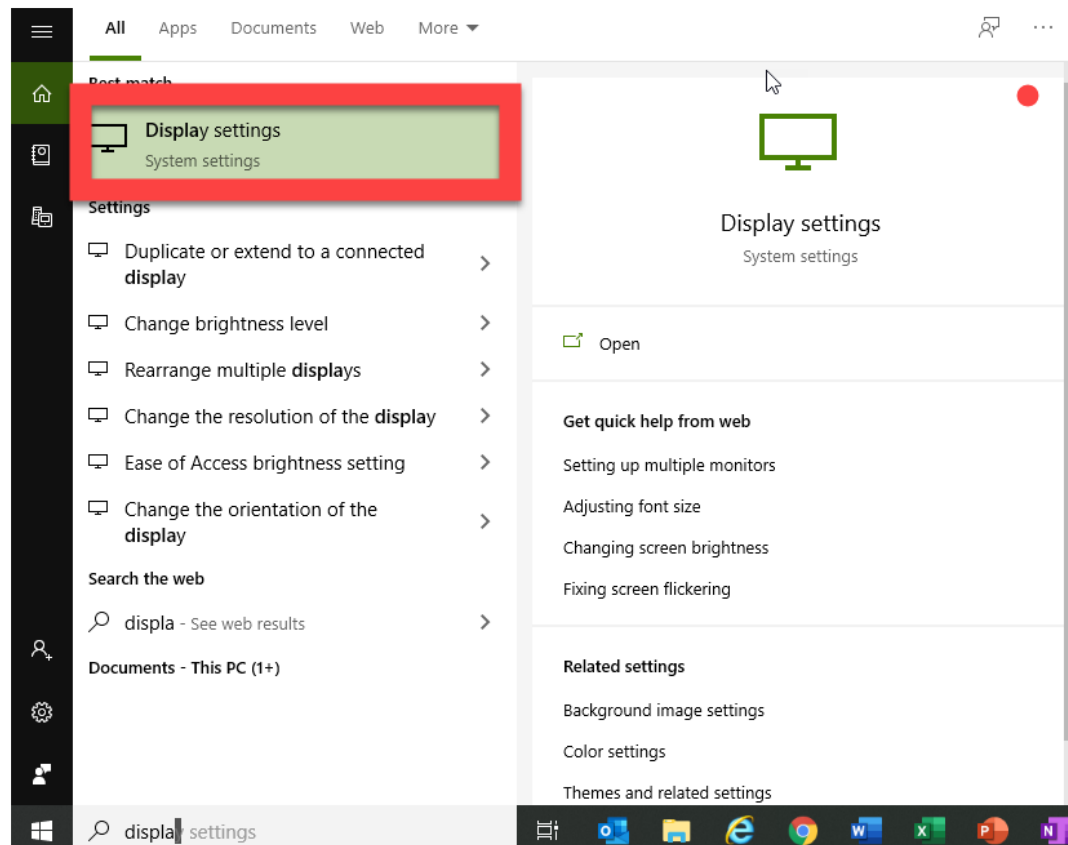 All Apps Documents Web More
Best match
Display settings
System settings
Settings
Duplicate or extend to a connected
display
Change brightness level
Rearrange multiple displays
Change the resolution of the display
Ease of Access brightness setting
Change the orientation of the
display
Search the web
displa - See web results
Documents - This PC (1+)
display settings
Display settings
System settings
Open
Get quick help from web
Setting up multiple monitors
Adjusting font size
Changing screen brightness
Fixing screen flickering
Related settings
Background image settings
Color settings
Themes and related settings